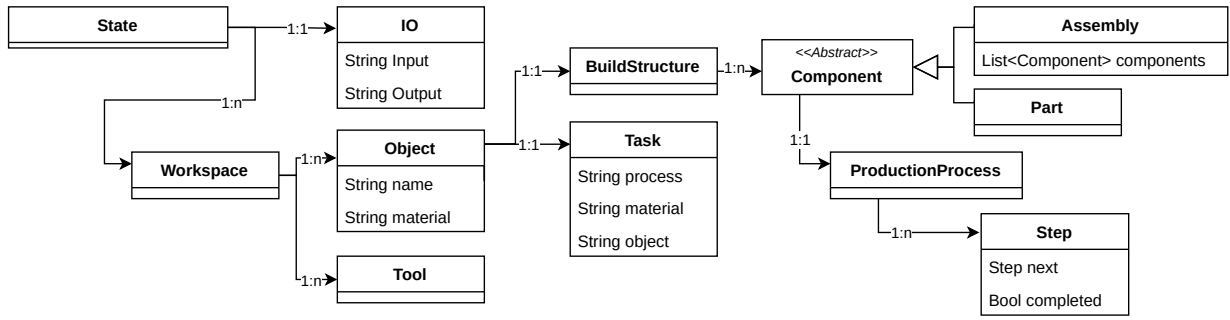 State
1:1
IO
String Input
String Output
1:n
Workspace
1:n
Object
String name
String material
1:n
Tool
1:1
BuildStructure
1:1
Task
String process
String material
String object
1:n
<<Abstract>>
Component
Assembly
List<Component> components
Part
1:1
ProductionProcess
1:n
Step
Step next
Bool completed